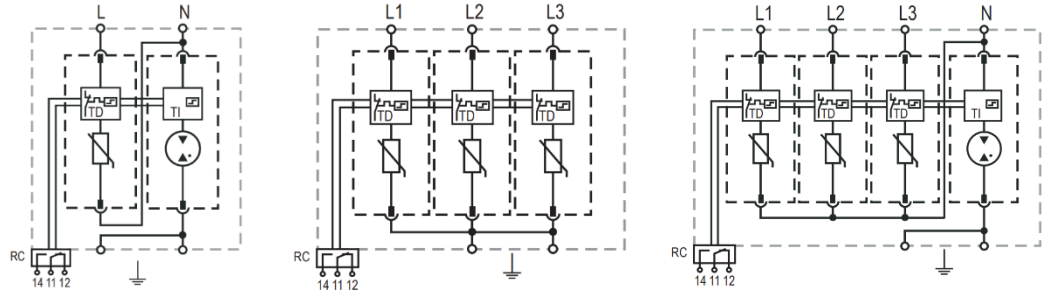 L N
TD TI
RC
14 11 12
L1 L2 L3
TD TD TD
RC
14 11 12
L1 L2 L3 N
TD TD TD TI
RC
14 11 12